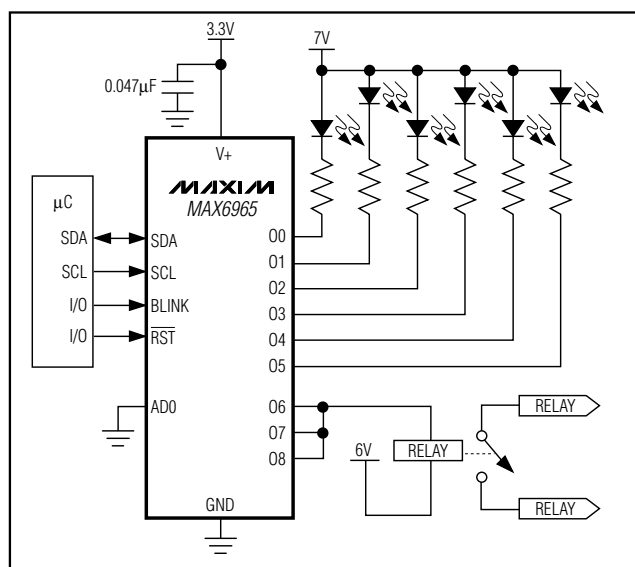 3.3V
7V
0.047µF
V+
MAXIM
MAX6965
µC
SDA
SCL
I/O
I/O
SDA
SCL
BLINK
RST
AD0
GND
O0
O1
O2
O3
O4
O5
O6
O7
O8
6V
RELAY
RELAY
RELAY